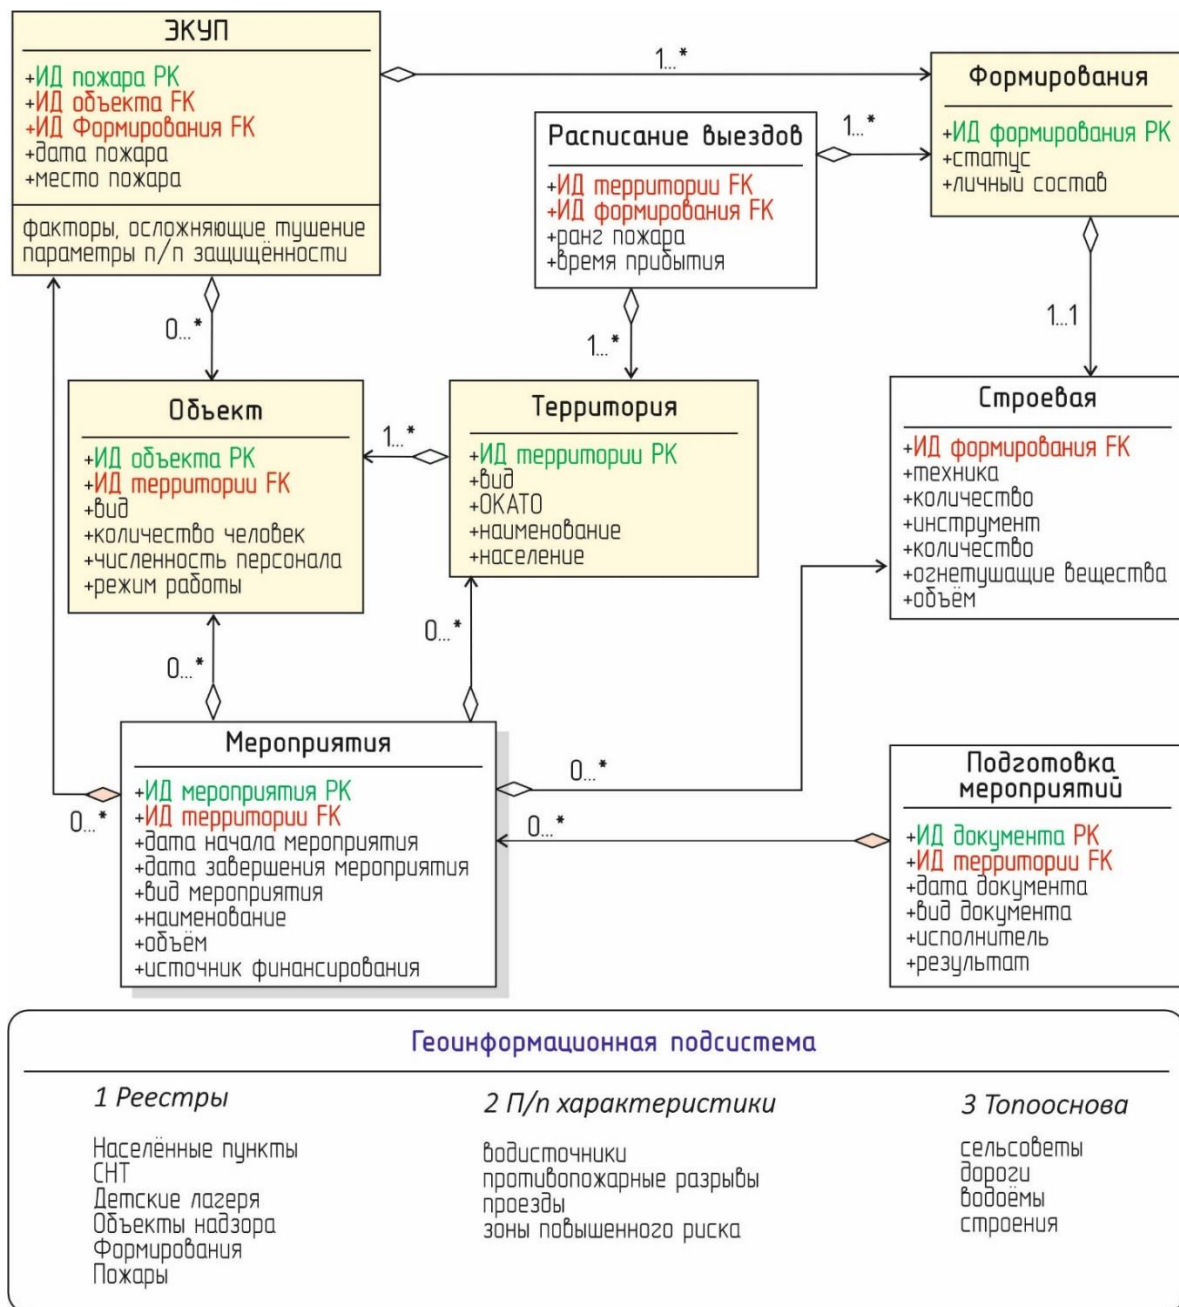 ЭКУП
+ИД пожара PK
+ИД объекта FK
+ИД Формирования FK
+дата пожара
+место пожара
факторы, осложняющие тушение
параметры п/п защищённости
1...*
Формирования
+ИД формирования PK
+статус
+личный состав
Расписание выездов
+ИД территории FK
+ИД формирования FK
+ранг пожара
+время прибытия
1...*
0...*
1...*
1...1
Объект
+ИД объекта PK
+ИД территории FK
+вид
+количество человек
+численность персонала
+режим работы
1...*
Территория
+ИД территории PK
+вид
+ОКАТО
+наименование
+население
Строевая
+ИД формирования FK
+техника
+количество
+инструмент
+количество
+огнетушащие вещества
+объём
0...*
0...*
Мероприятия
+ИД мероприятия PK
+ИД территории FK
+дата начала мероприятия
+дата завершения мероприятия
+вид мероприятия
+наименование
+объём
+источник финансирования
0...*
0...*
0...*
Подготовка
мероприятий
+ИД документа PK
+ИД территории FK
+дата документа
+вид документа
+исполнитель
+результат
Геоинформационная подсистема
1 Реестры
Населённые пункты
СНТ
Детские лагеря
Объекты надзора
Формирования
Пожары
2 П/п характеристики
водисточники
противопожарные разрывы
проезды
зоны повышенного риска
3 Топооснова
сельсоветы
дороги
водоёмы
строения